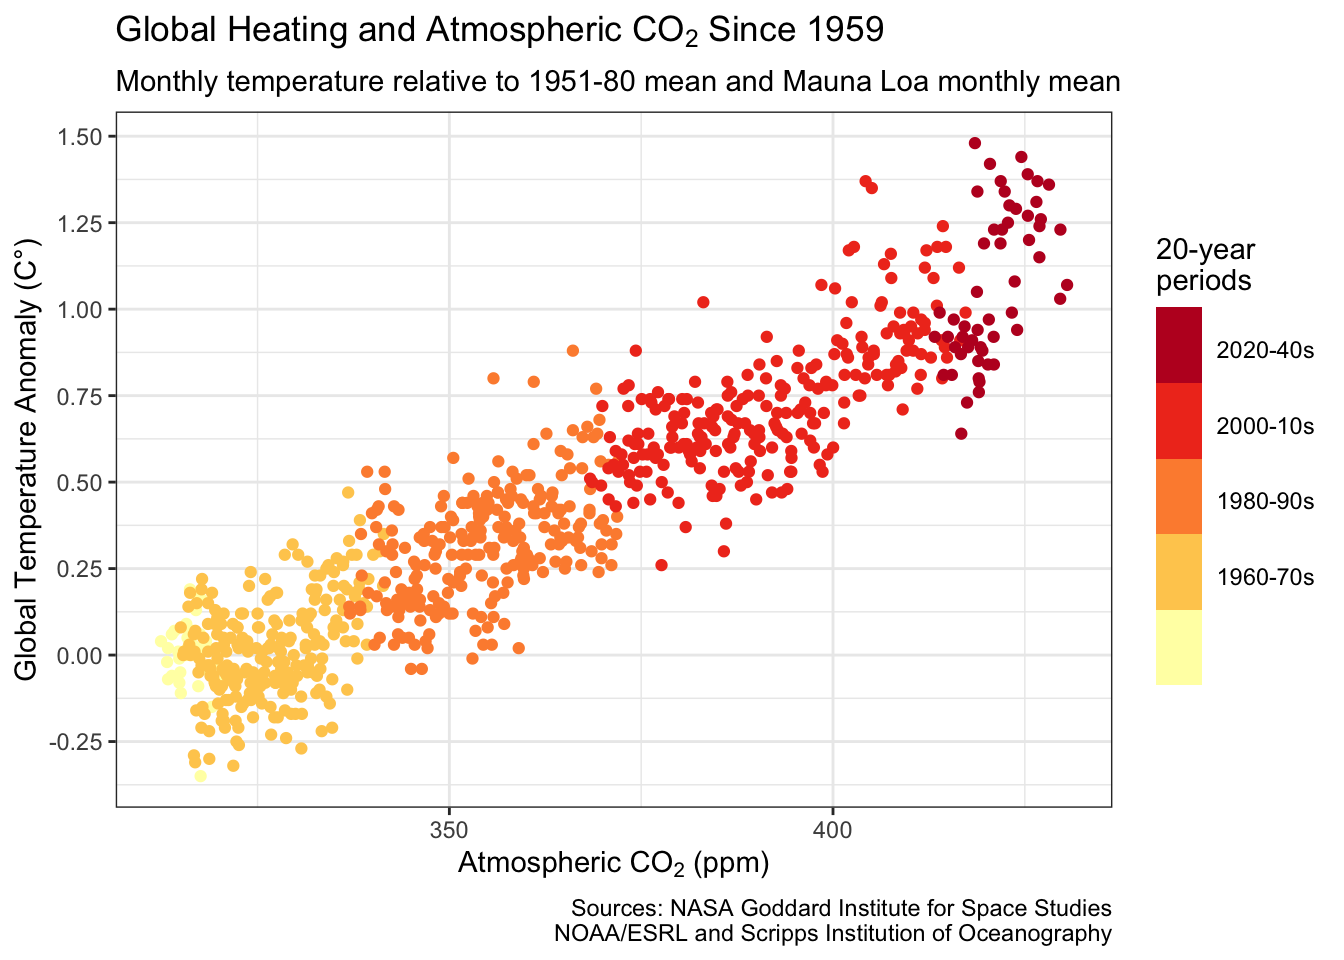 Global Heating and Atmospheric CO₂ Since 1959
Monthly temperature relative to 1951-80 mean and Mauna Loa monthly mean
1.50
1.25
1.00
0.75
0.50
0.25
0.00
-0.25
Global Temperature Anomaly (C°)
350
400
Atmospheric CO₂ (ppm)
20-year
periods
2020-40s
2000-10s
1980-90s
1960-70s
Sources: NASA Goddard Institute for Space Studies
NOAA/ESRL and Scripps Institution of Oceanography